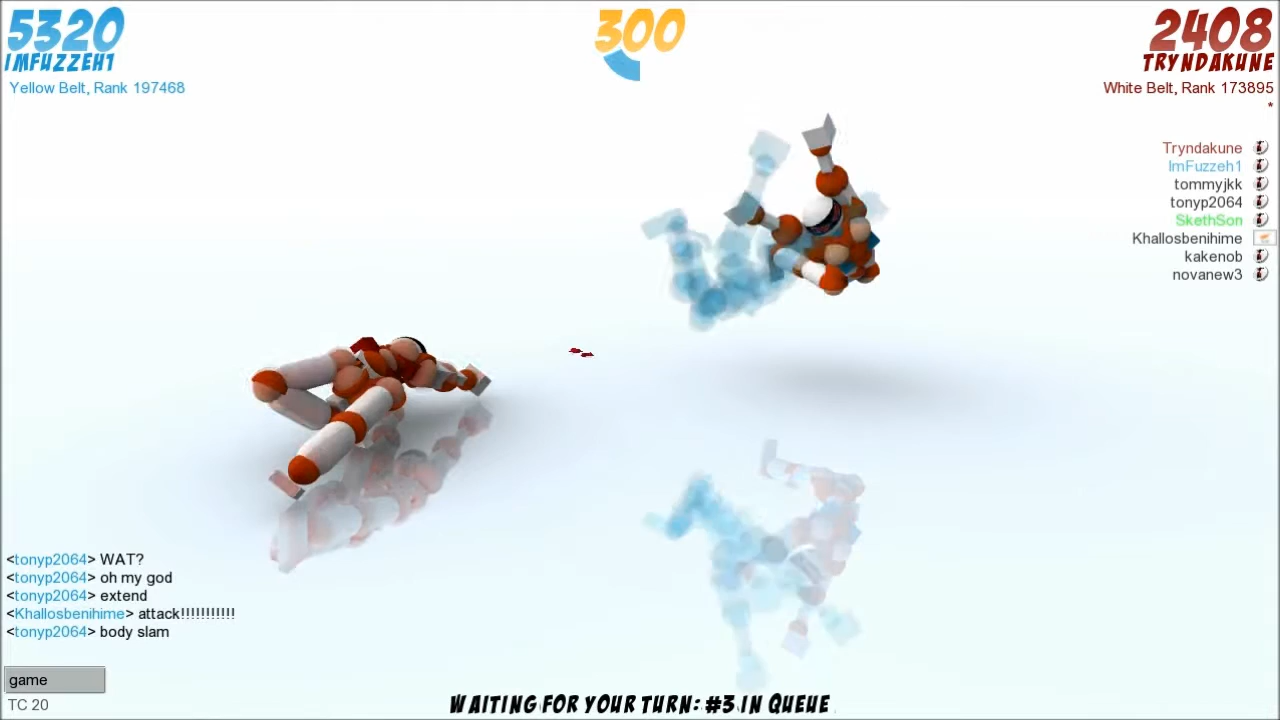 5320
IMFUZZEH1
Yellow Belt, Rank 197468
300
2408
TRYNDAKUNE
White Belt, Rank 173895
*
Tryndakune
ImFuzzeh1
tommyjkk
tonyp2064
SkethSon
Khallosbenihime
kakenob
novanew3
<tonyp2064> WAT?
<tonyp2064> oh my god
<tonyp2064> extend
<Khallosbenihime> attack!!!!!!!!!!!
<tonyp2064> body slam
game
TC 20
WAITING FOR YOUR TURN: #3 IN QUEUE